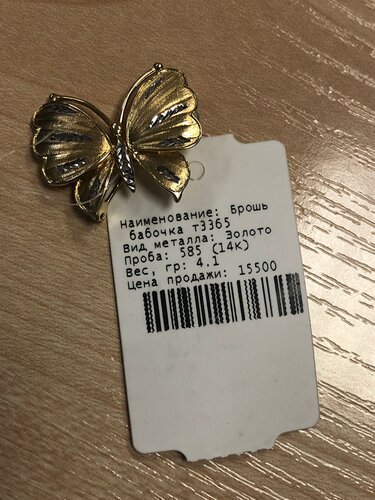 Наименование: Брошь
бабочка т3365
Вид металла: Золото
Проба: 585 (14К)
Вес, гр: 4.1
Цена продажи: 15500